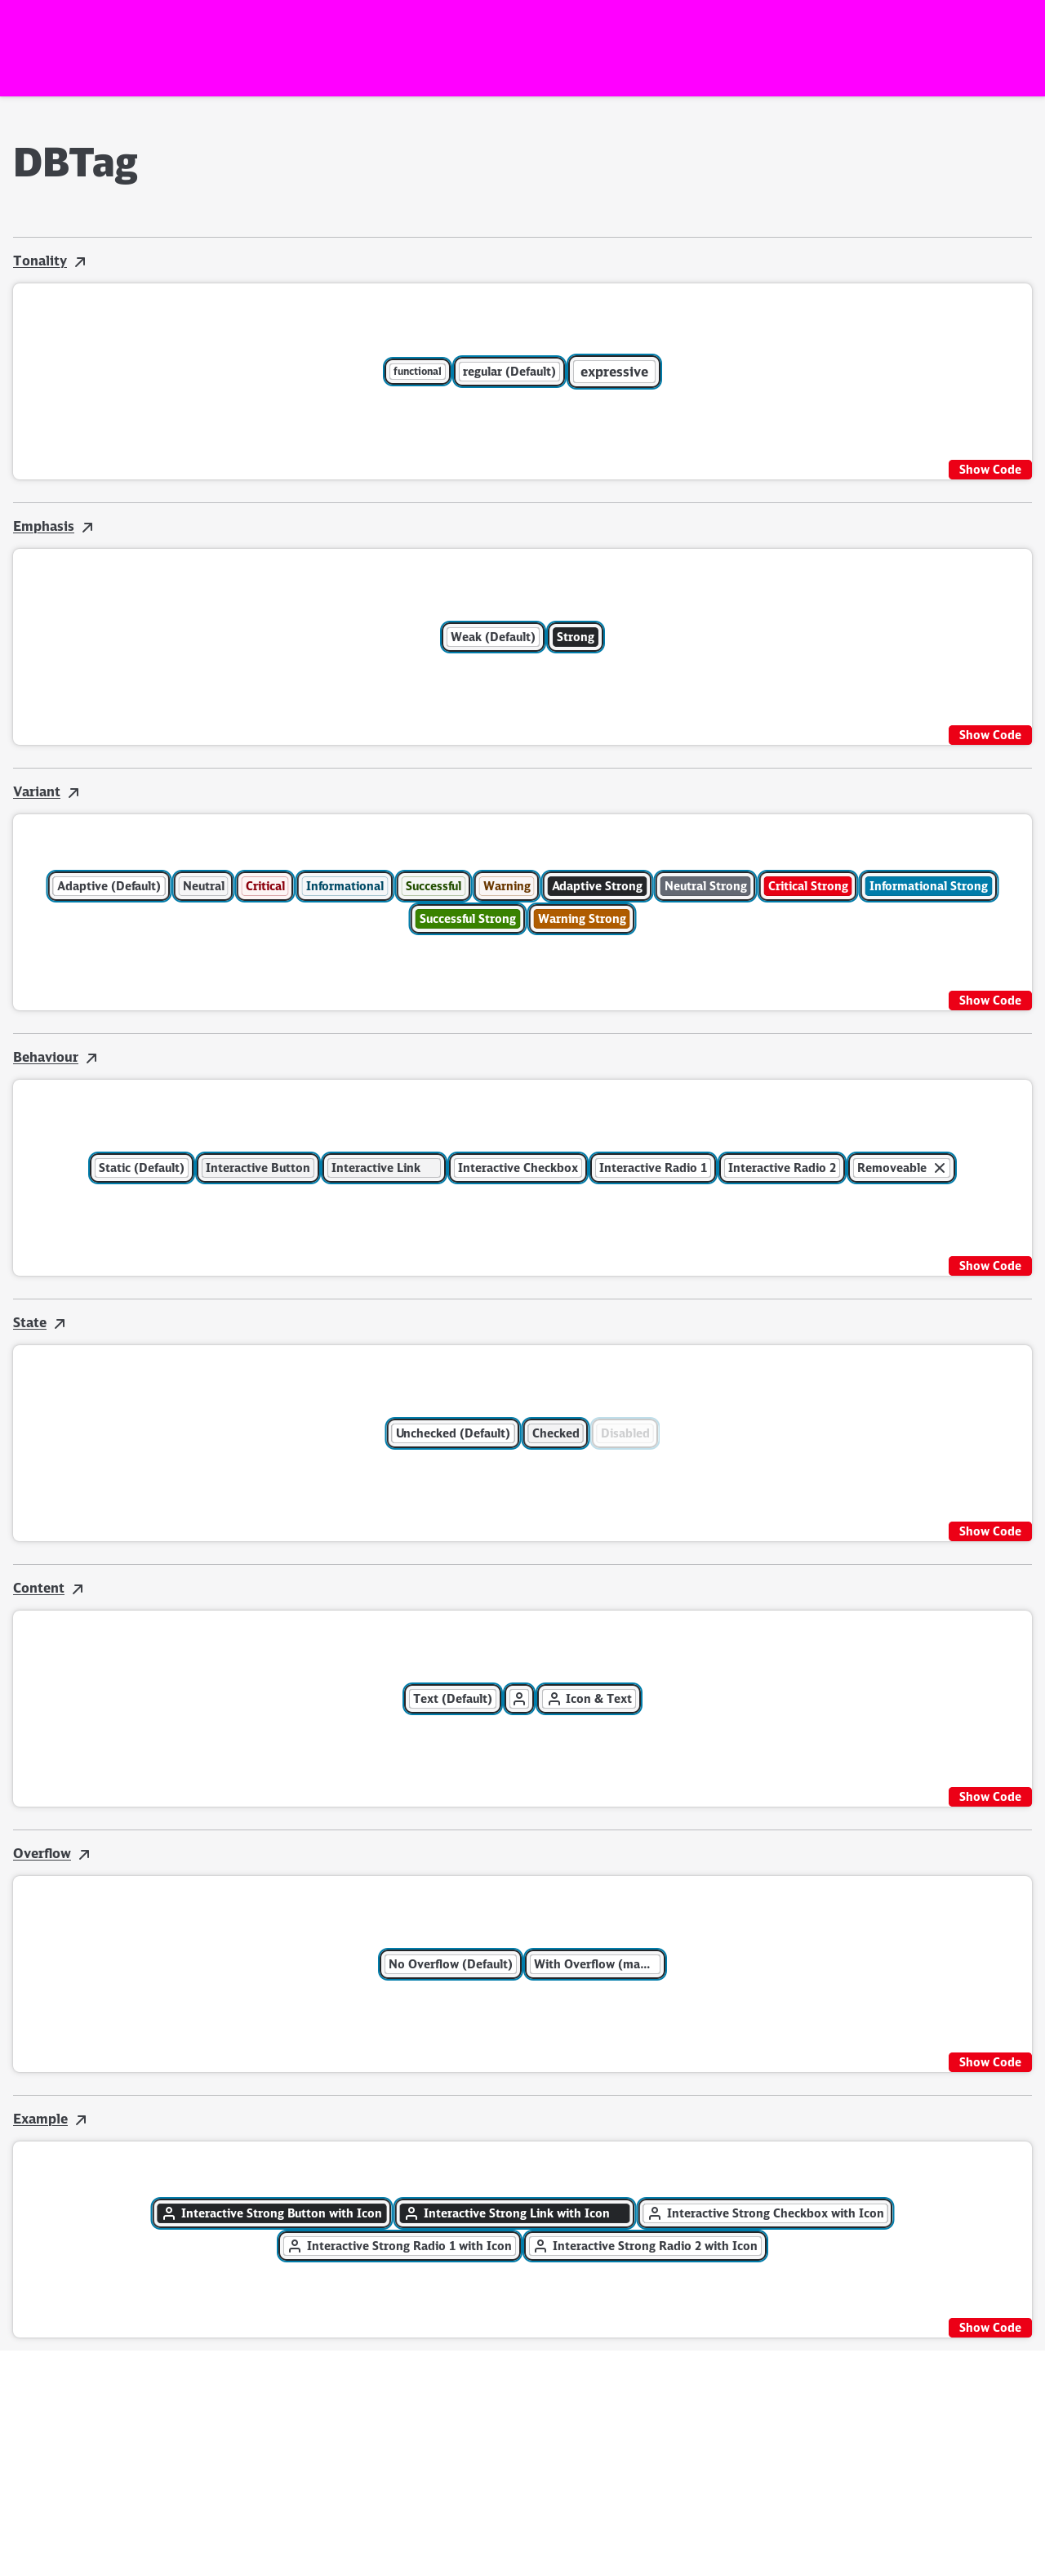 DBTag
Tonality
functional regular (Default) expressive
Show Code
Emphasis
Weak (Default) Strong
Show Code
Variant
Adaptive (Default) Neutral Critical Informational Successful Warning Adaptive Strong Neutral Strong Critical Strong Informational Strong
Successful Strong Warning Strong
Show Code
Behaviour
Static (Default) Interactive Button Interactive Link Interactive Checkbox Interactive Radio 1 Interactive Radio 2 Removeable
Show Code
State
Unchecked (Default) Checked Disabled
Show Code
Content
Text (Default) Icon & Text
Show Code
Overflow
No Overflow (Default) With Overflow (ma...
Show Code
Example
Interactive Strong Button with Icon Interactive Strong Link with Icon Interactive Strong Checkbox with Icon
Interactive Strong Radio 1 with Icon Interactive Strong Radio 2 with Icon
Show Code